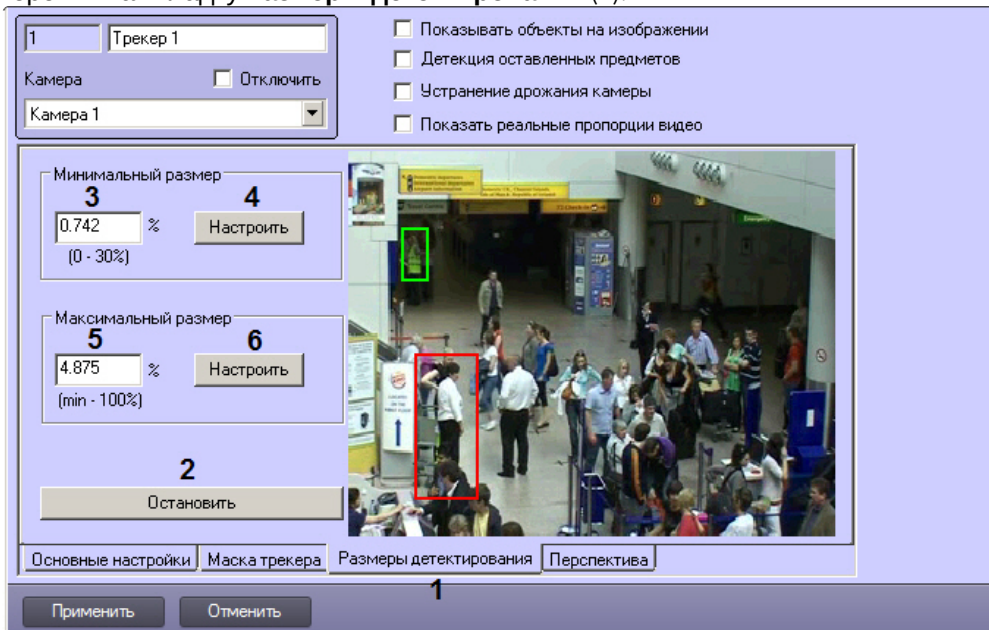 1
Трекер 1
Показывать объекты на изображении
Детекция оставленных предметов
Камера
Отключить
Устранение дрожания камеры
Камера 1
Показать реальные пропорции видео
Минимальный размер
3
4
0.742
%
Настроить
(0 - 30%)
Максимальный размер
5
6
4.875
%
Настроить
(min - 100%)
2
Остановить
Основные настройки
Маска трекера
Размеры детектирования
Перспектива
1
Применить
Отменить